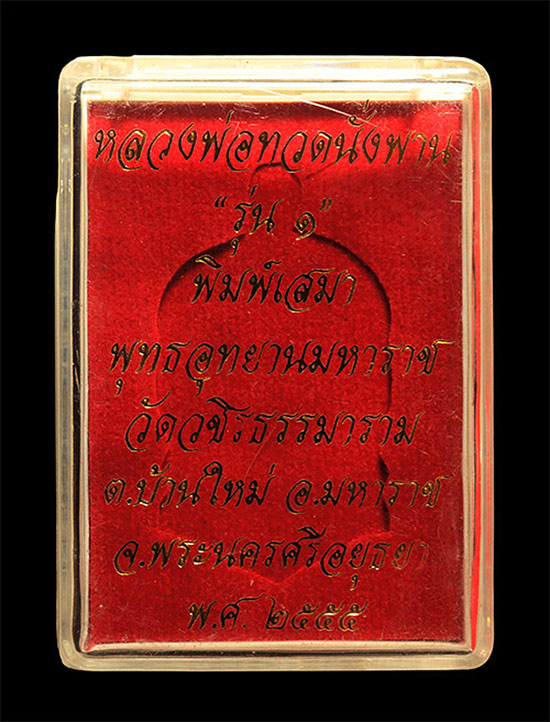 หลวงพ่อทวดนั่งพาน
“รุ่น ๑”
พิมพ์เสมา
พุทธอุทยานมหาราช
วัดวชิรธรรมาราม
ต.บ้านใหม่ อ.มหาราช
จ.พระนครศรีอยุธยา
พ.ศ. ๒๕๕๕